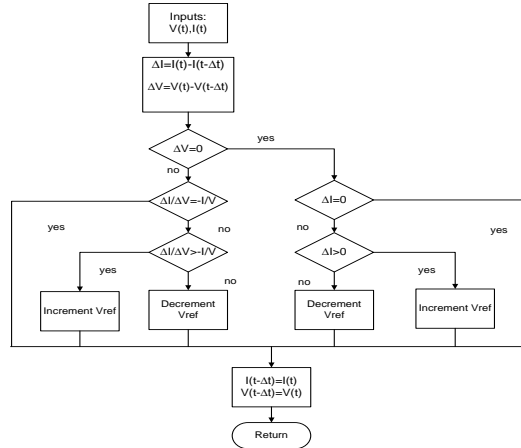 Inputs:
V(t),I(t)
ΔI=I(t)-I(t-Δt)
ΔV=V(t)-V(t-Δt)
ΔV=0
yes
no
ΔI/ΔV=-I/V
ΔI=0
yes
no
no
yes
ΔI/ΔV>-I/V
ΔI>0
yes
no
no
yes
Increment Vref
Decrement
Vref
Decrement
Vref
Increment Vref
I(t-Δt)=I(t)
V(t-Δt)=V(t)
Return